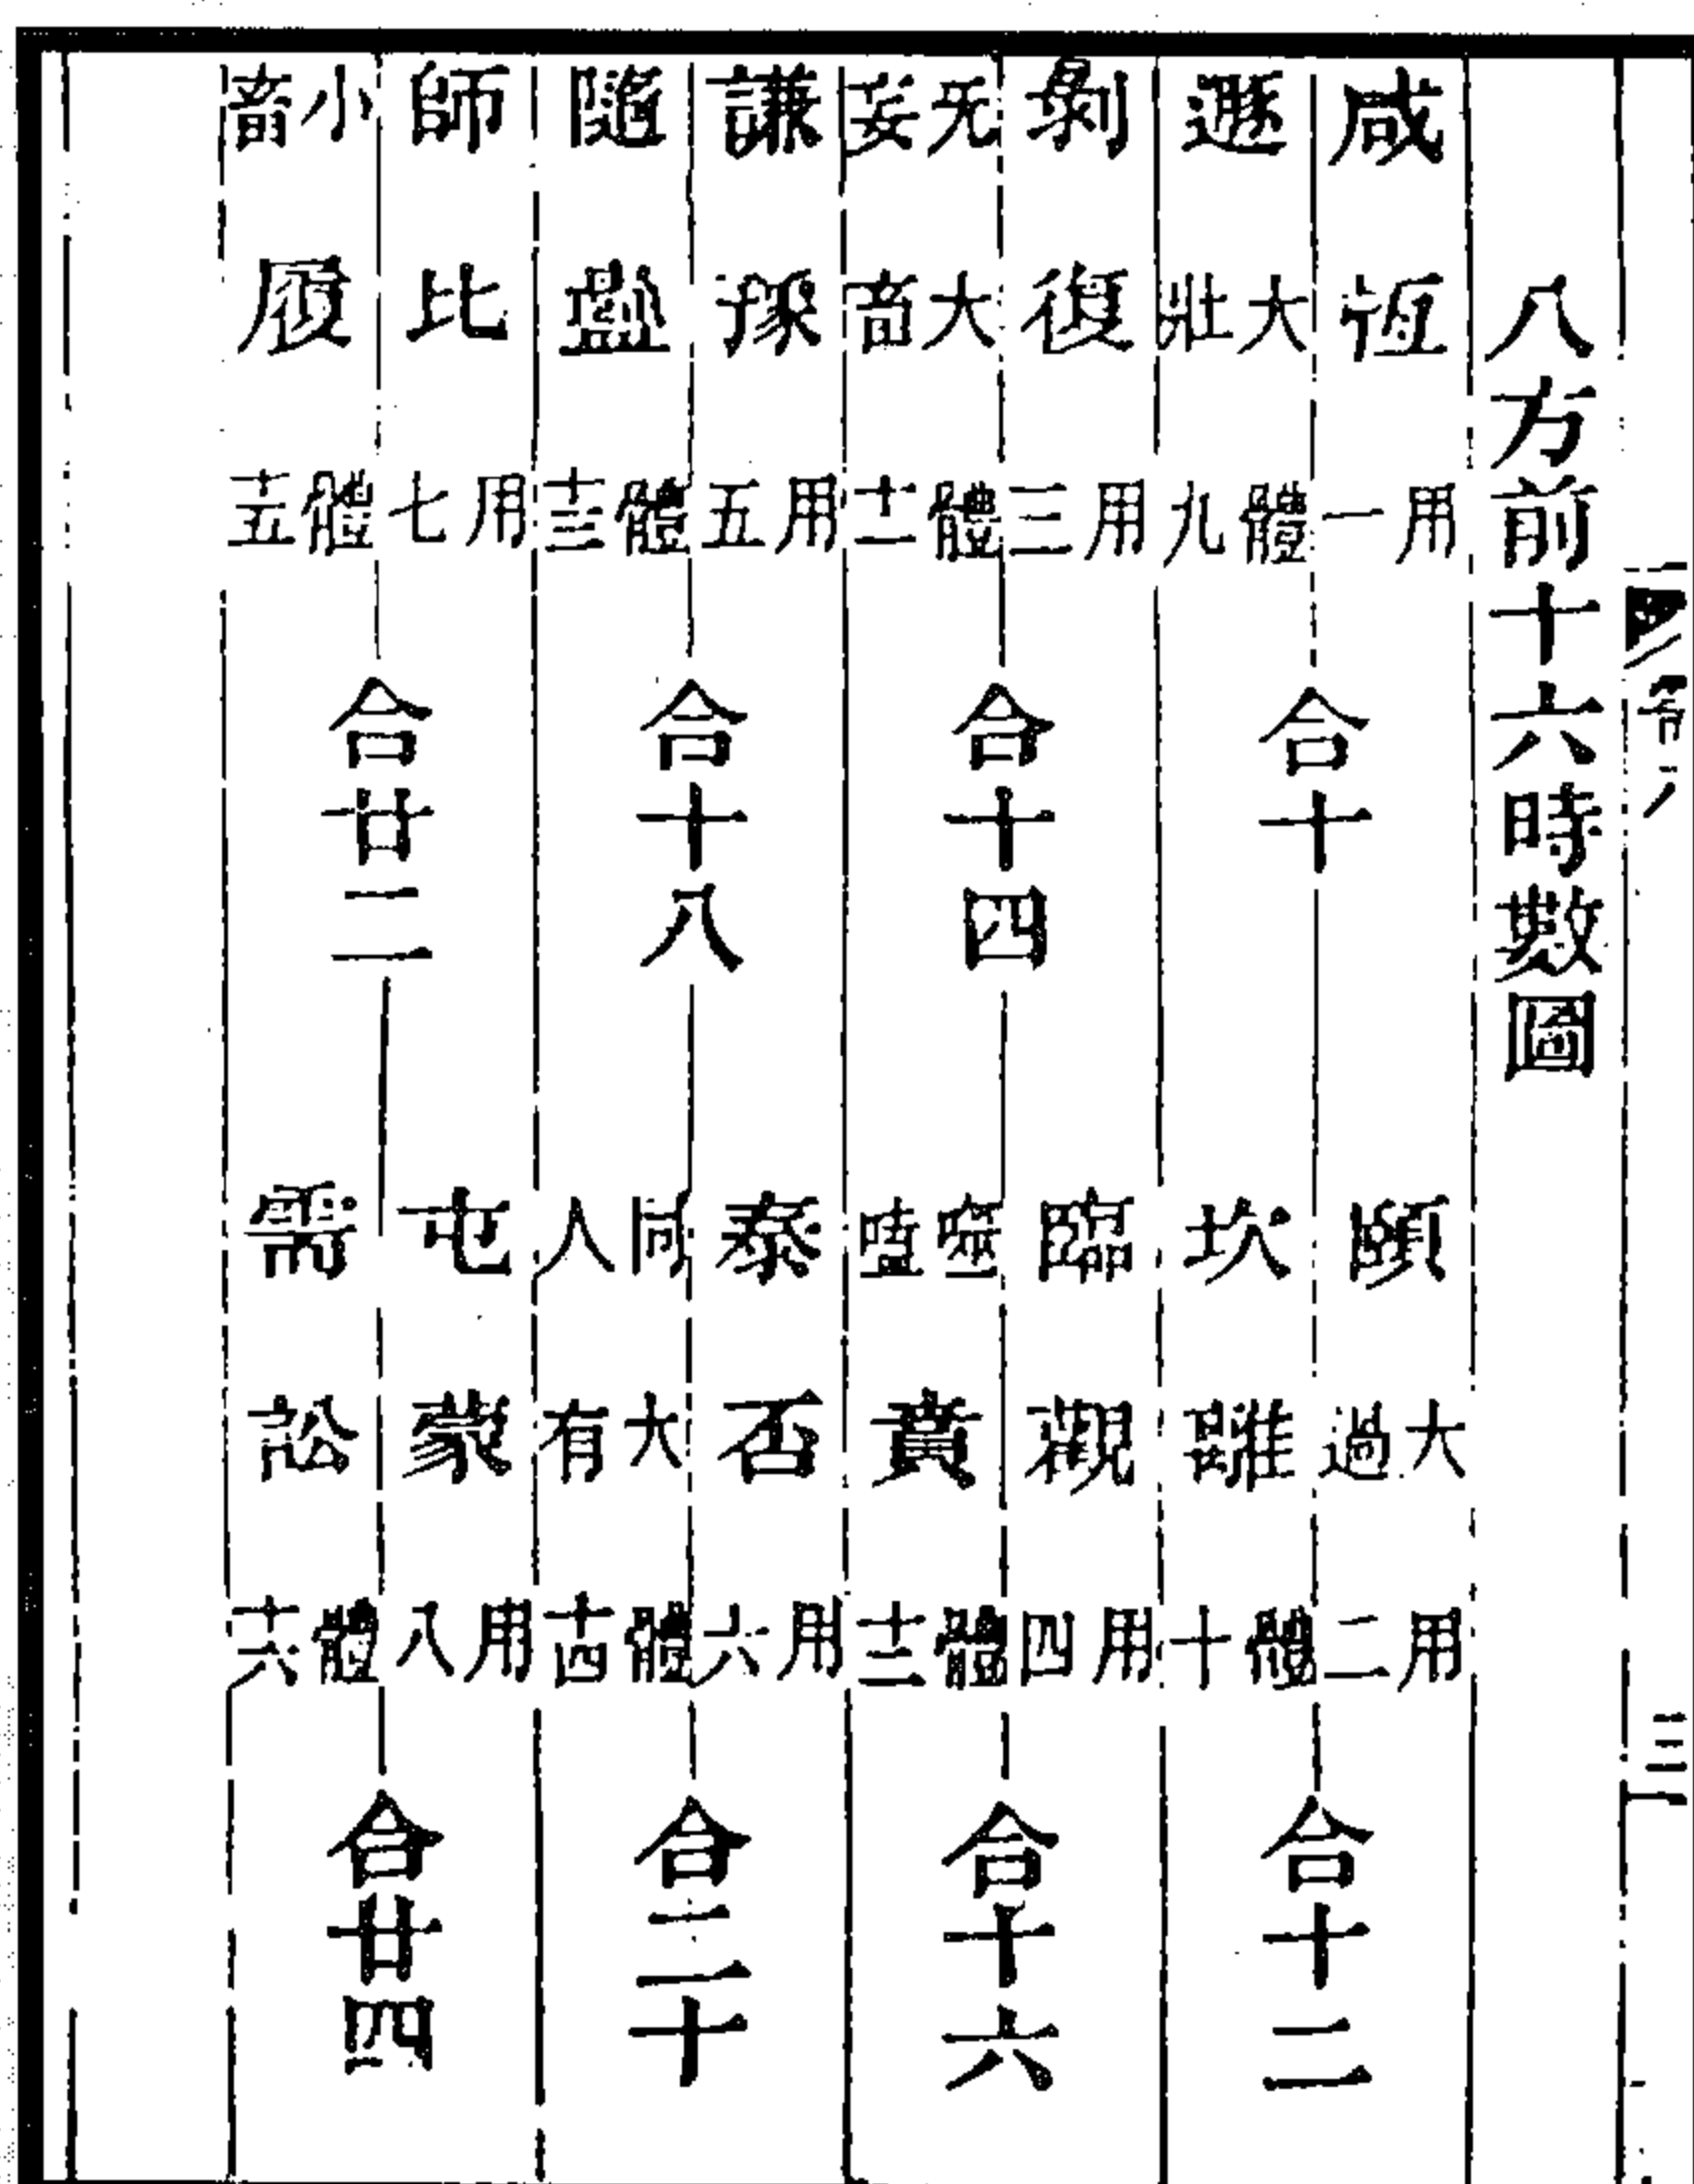 八方前十六時數圖
咸 恆 用一 頤 大過 用二
合十 合十二
遯 大壯 體九 坎 離 體十
剝 復 用三 臨 觀 用四
合十四 合十六
无妄 大畜 體十一 噬嗑 賁 體十二
謙 豫 用五 泰 否 用六
合十八 合二十
隨 蠱 體十三 同人 大有 體十四
師 比 用七 屯 蒙 用八
合廿二 合廿四
小畜 履 體十五 需 訟 體十六